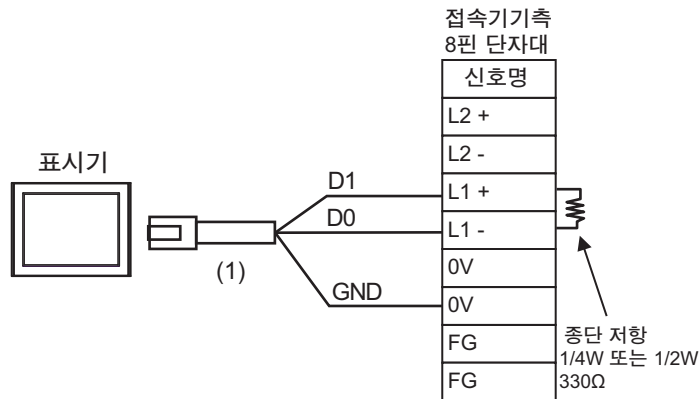 접속기기측
8핀 단자대
신호명
L2 +
L2 -
표시기
D1
L1 +
D0
L1 -
(1)
0V
GND
0V
FG
종단 저항
1/4W 또는 1/2W
FG
330Ω